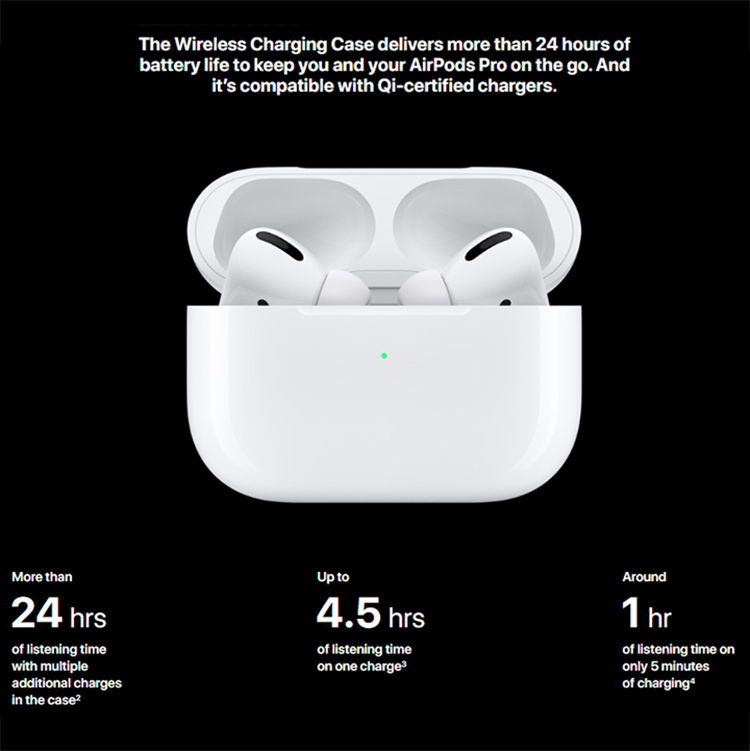 The Wireless Charging Case delivers more than 24 hours of
battery life to keep you and your AirPods Pro on the go. And
it’s compatible with Qi-certified chargers.
More than
24 hrs
of listening time
with multiple
additional charges
in the case²
Up to
4.5 hrs
of listening time
on one charge³
Around
1 hr
of listening time on
only 5 minutes
of charging⁴